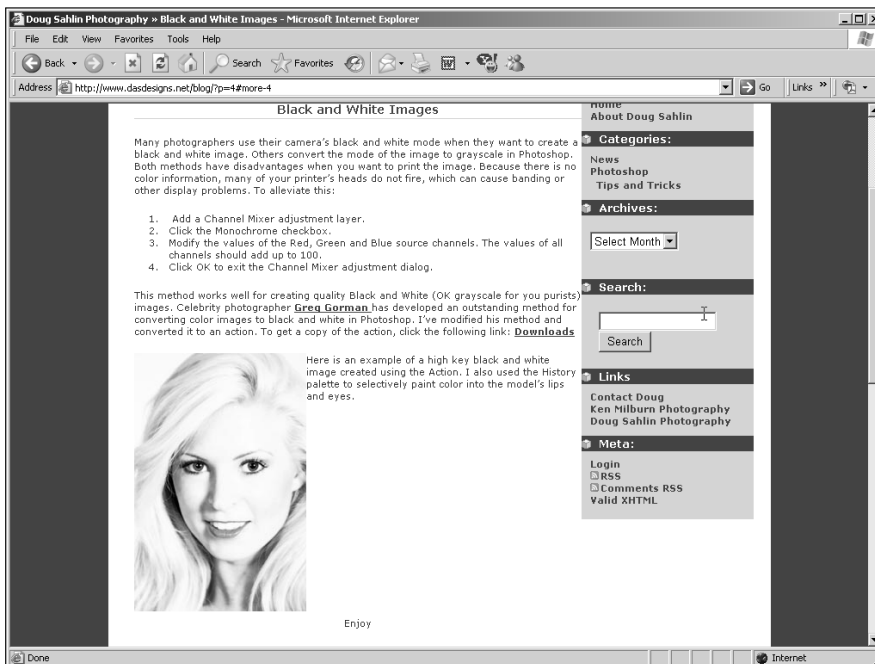 Doug Sahlin Photography » Black and White Images - Microsoft Internet Explorer
File Edit View Favorites Tools Help
Back Search Favorites
Address http://www.dasdesigns.net/blog/?p=4#more-4 Go Links »
Black and White Images
Many photographers use their camera's black and white mode when they want to create a
black and white image. Others convert the mode of the image to grayscale in Photoshop.
Both methods have disadvantages when you want to print the image. Because there is no
color information, many of your printer's heads do not fire, which can cause banding or
other display problems. To alleviate this:
1. Add a Channel Mixer adjustment layer.
2. Click the Monochrome checkbox.
3. Modify the values of the Red, Green and Blue source channels. The values of all
channels should add up to 100.
4. Click OK to exit the Channel Mixer adjustment dialog.
This method works well for creating quality Black and White (OK grayscale for you purists)
images. Celebrity photographer Greg Gorman has developed an outstanding method for
converting color images to black and white in Photoshop. I've modified his method and
converted it to an action. To get a copy of the action, click the following link: Downloads
Here is an example of a high key black and white
image created using the Action. I also used the History
palette to selectively paint color into the model's lips
and eyes.
Enjoy
Home
About Doug Sahlin
Categories:
News
Photoshop
Tips and Tricks
Archives:
Select Month
Search:
Search
Links
Contact Doug
Ken Milburn Photography
Doug Sahlin Photography
Meta:
Login
RSS
Comments RSS
Valid XHTML
Done
Internet